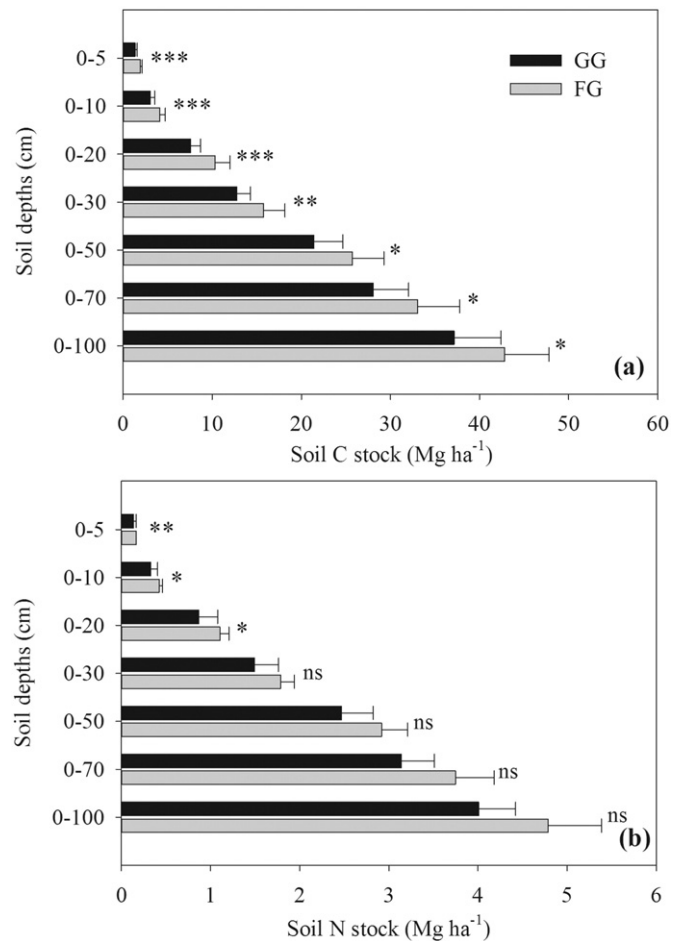 0-5 ***
GG
FG
0-10 ***
0-20 ***
0-30 **
0-50 *
0-70 *
0-100 *
(a)
Soil depths (cm)
0 10 20 30 40 50 60
Soil C stock (Mg ha⁻¹)
0-5 **
0-10 *
0-20 *
0-30 ns
0-50 ns
0-70 ns
0-100 ns
(b)
Soil depths (cm)
0 1 2 3 4 5 6
Soil N stock (Mg ha⁻¹)